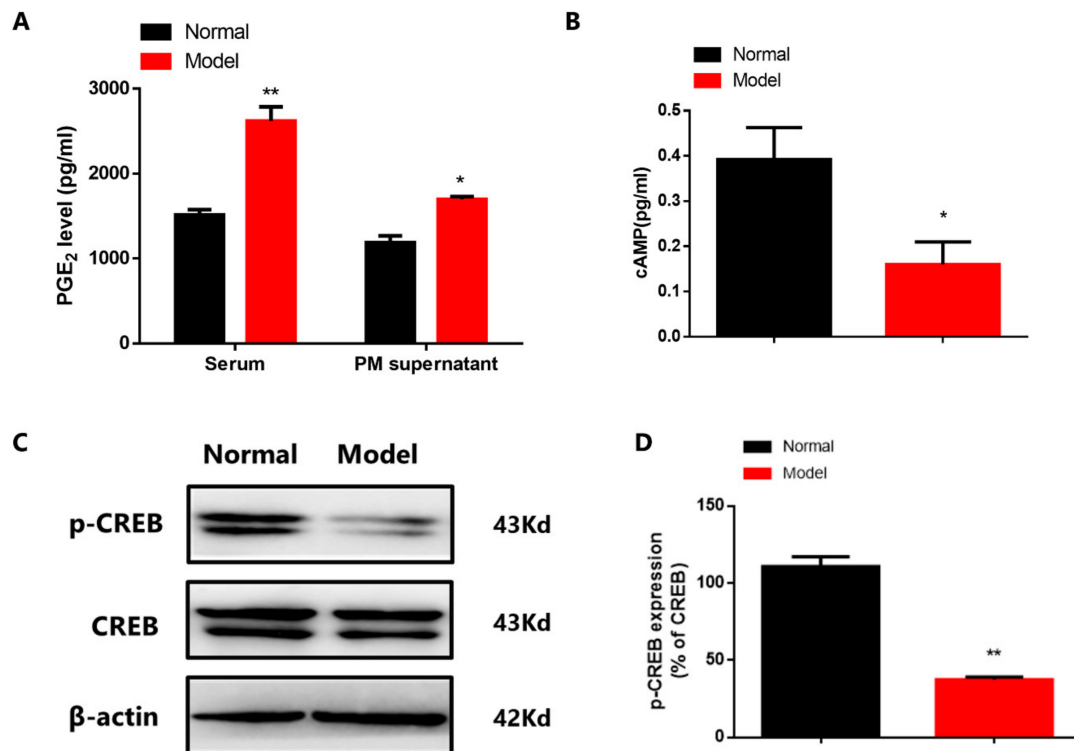 A
Normal
Model
3000
2000
1000
0
PGE₂ level (pg/ml)
**
*
Serum
PM supernatant
B
Normal
Model
0.5
0.4
0.3
0.2
0.1
0.0
cAMP(pg/ml)
*
C
Normal Model
p-CREB 43Kd
CREB 43Kd
β-actin 42Kd
D
Normal
Model
150
100
50
0
p-CREB expression
(% of CREB)
**